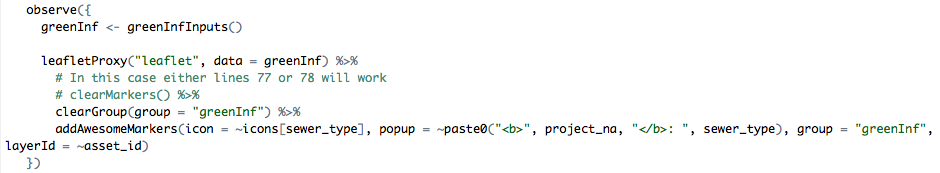 observe({
greenInf <- greenInfInputs()
leafletProxy("leaflet", data = greenInf) %>%
# In this case either lines 77 or 78 will work
# clearMarkers() %>%
clearGroup(group = "greenInf") %>%
addAwesomeMarkers(icon = ~icons[sewer_type], popup = ~paste0("<b>", project_na, "</b>: ", sewer_type), group = "greenInf",
layerId = ~asset_id)
})